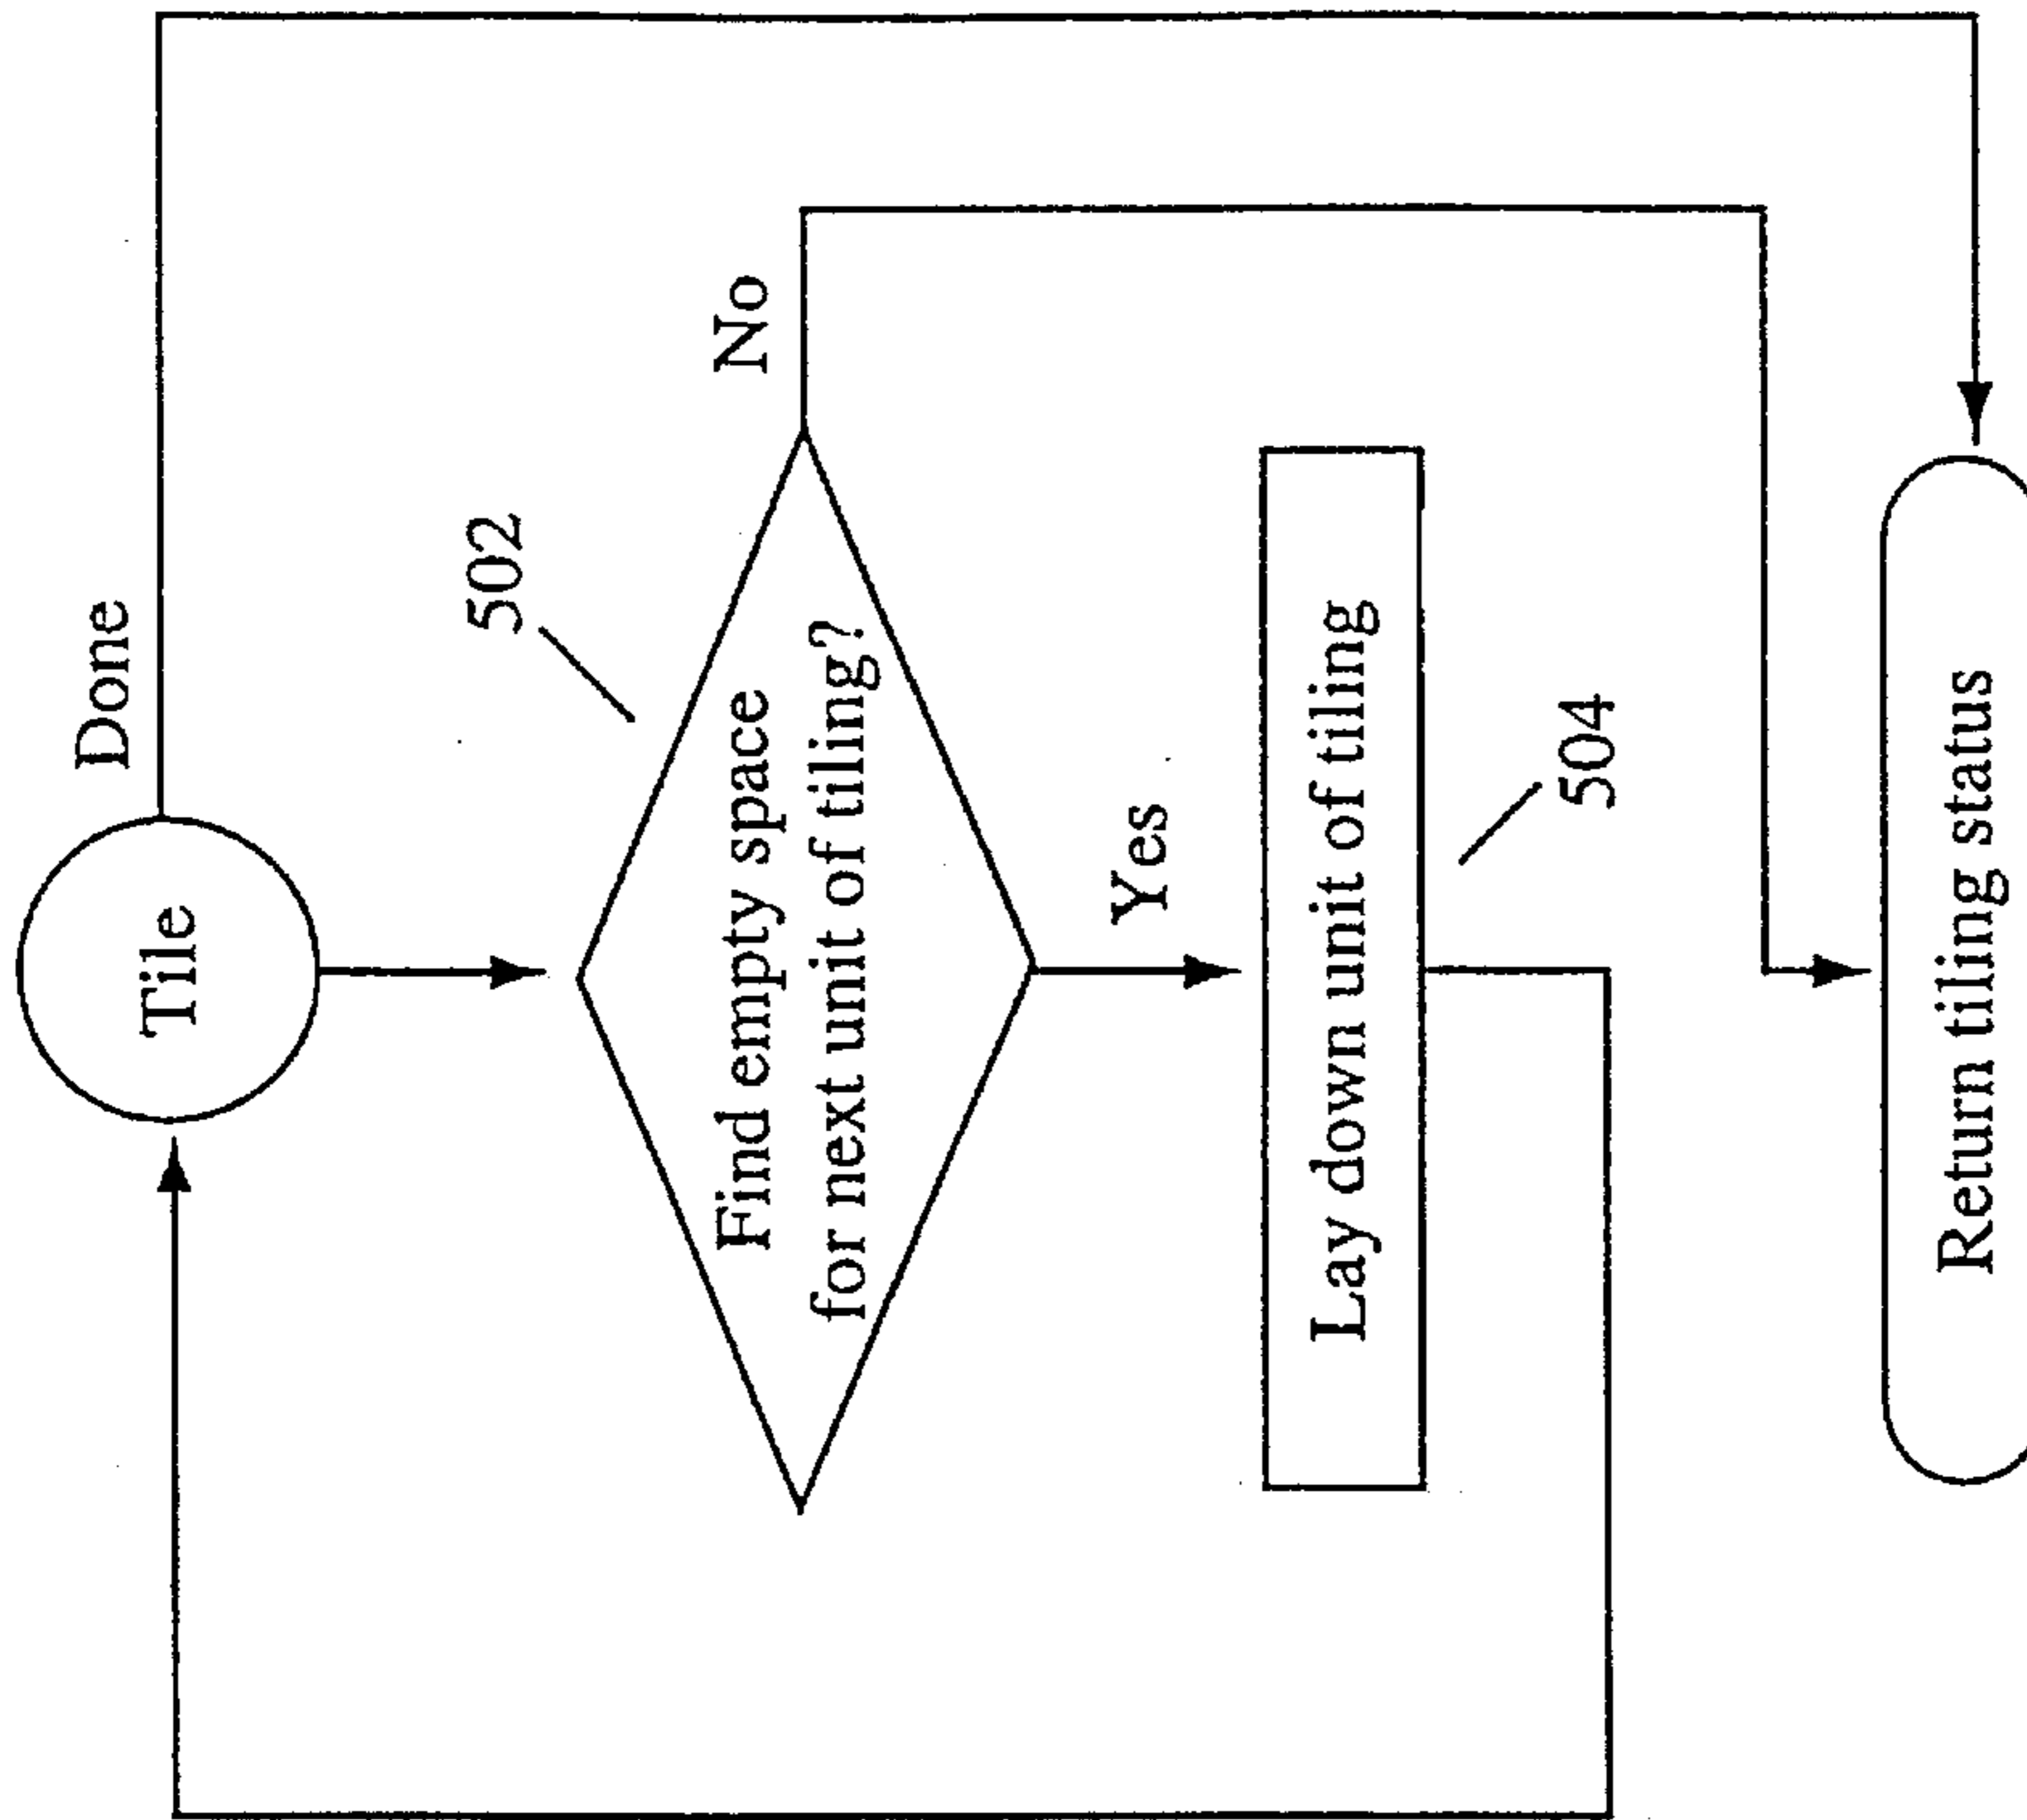 Done
Tile
502
Find empty space
for next unit of tiling?
No
Yes
Lay down unit of tiling
504
Return tiling status